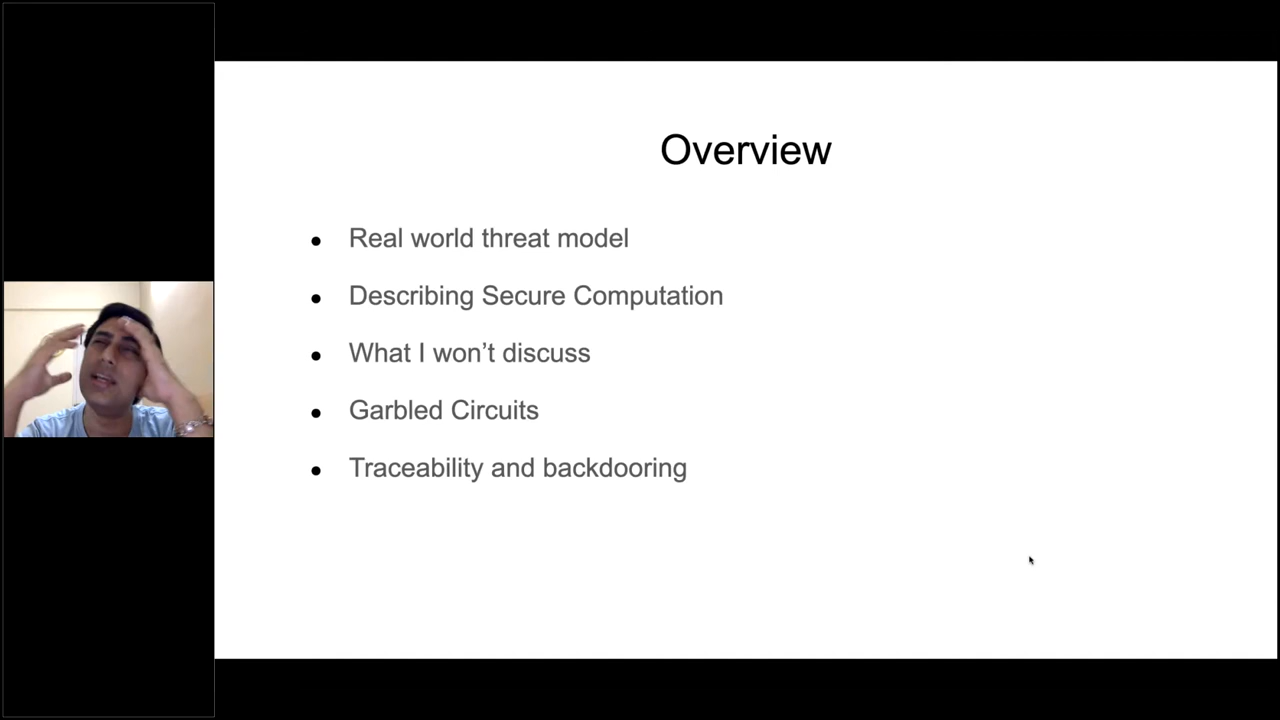 Overview
● Real world threat model
● Describing Secure Computation
● What I won’t discuss
● Garbled Circuits
● Traceability and backdooring